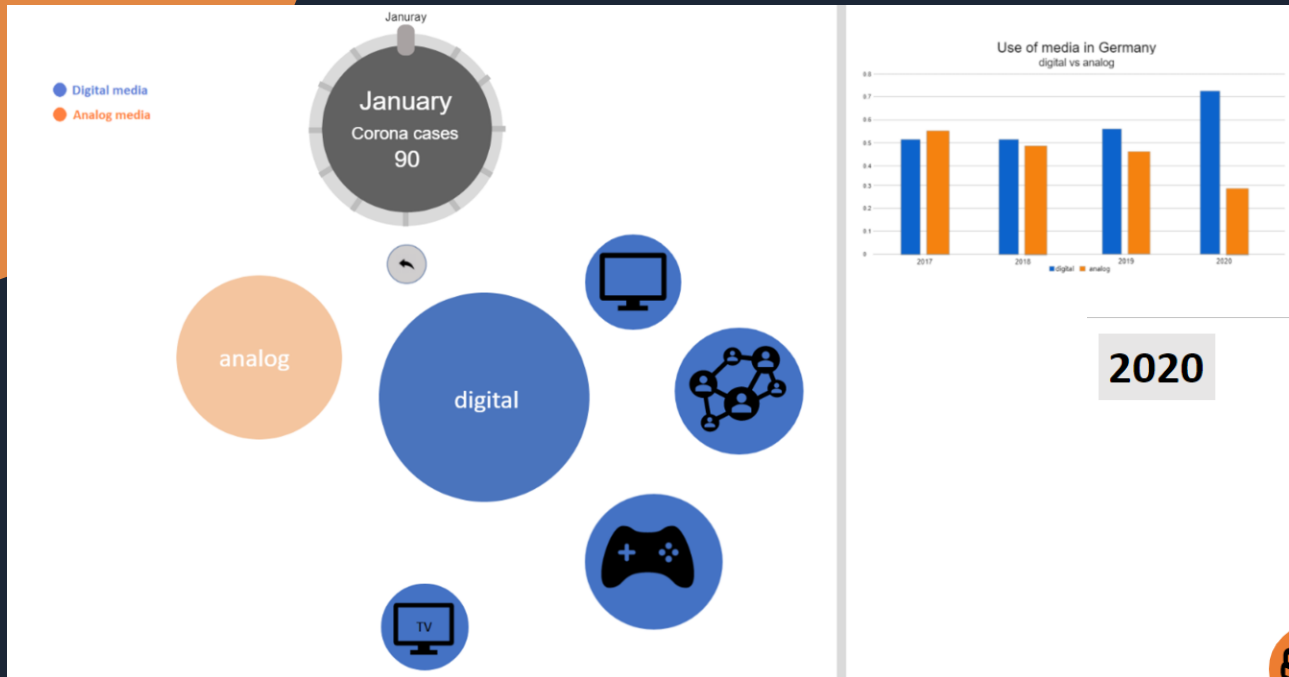 Januray
Digital media
Analog media
January
Corona cases
90
analog
digital
TV
Use of media in Germany
digital vs analog
0.8
0.7
0.6
0.5
0.4
0.3
0.2
0.1
0
2017
2018
2019
2020
digital
analog
2020